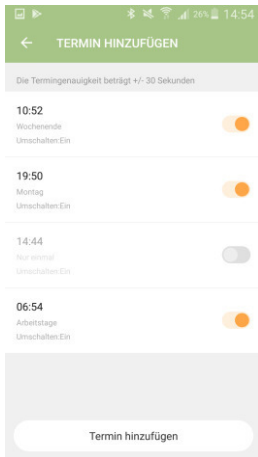 26% 14:54
TERMIN HINZUFÜGEN
Die Termingenauigkeit beträgt +/- 30 Sekunden
10:52
Wochenende
Umschalten:Ein
19:50
Montag
Umschalten:Ein
14:44
Nur einmal
Umschalten:Ein
06:54
Arbeitstage
Umschalten:Ein
Termin hinzufügen